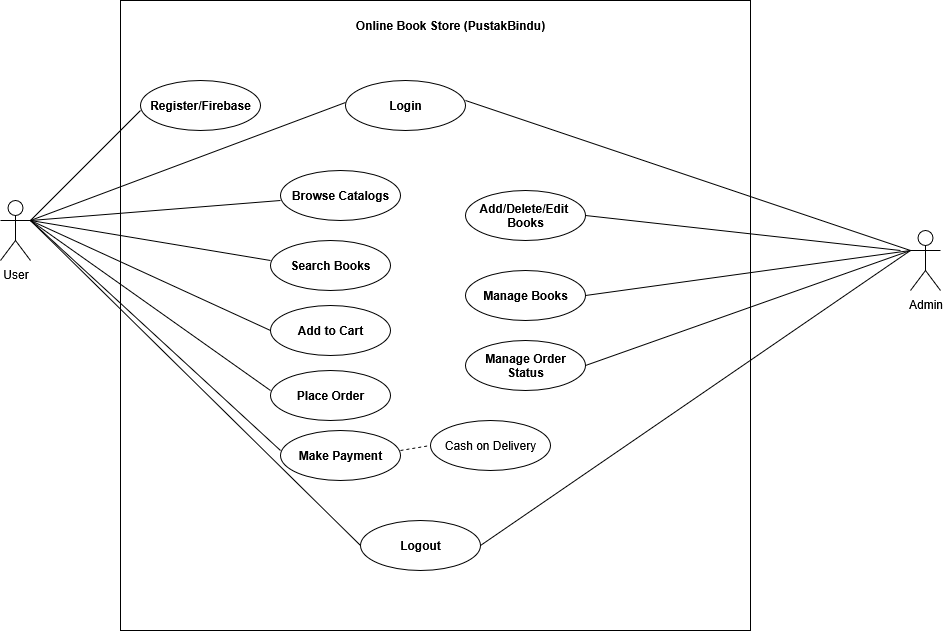 Online Book Store (PustakBindu)
Register/Firebase
Login
Browse Catalogs
Add/Delete/Edit
Books
User
Search Books
Admin
Manage Books
Add to Cart
Manage Order
Status
Place Order
Make Payment
Cash on Delivery
Logout